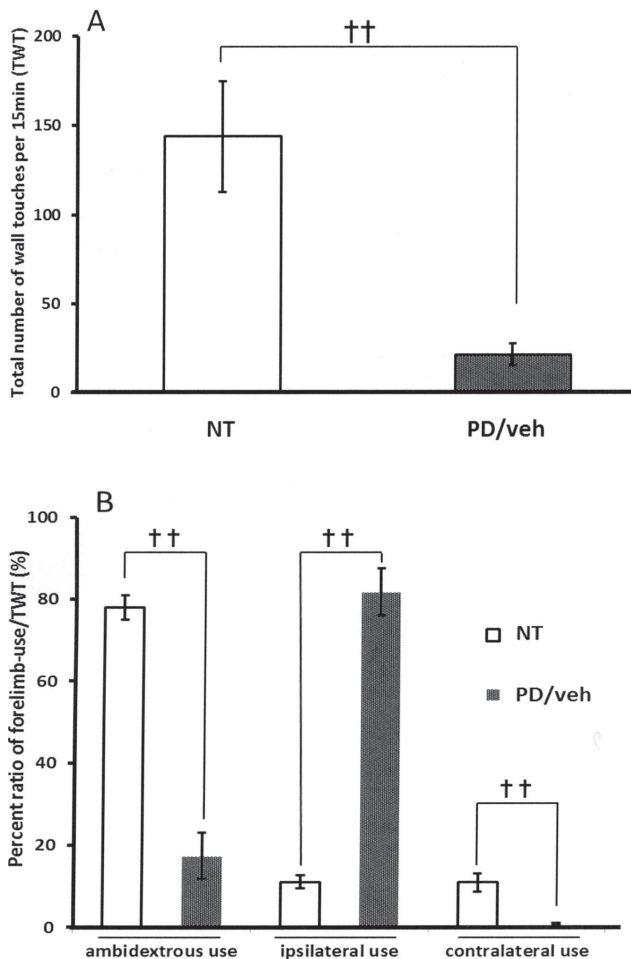 A
Total number of wall touches per 15min (TWT)
200
150
100
50
0
††
NT
PD/veh
B
Percent ratio of forelimb-use/TWT (%)
100
80
60
40
20
0
††
††
††
NT
PD/veh
ambidextrous use
ipsilateral use
contralateral use